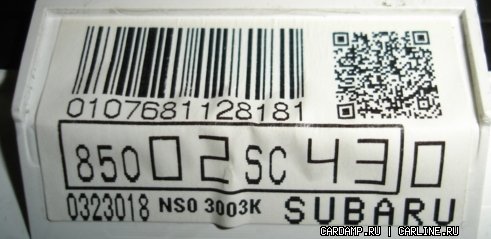 0107681128181
85002SC430
0323018 NS0 3003K SUBARU
CARDAMP.RU | CARLINE.RU